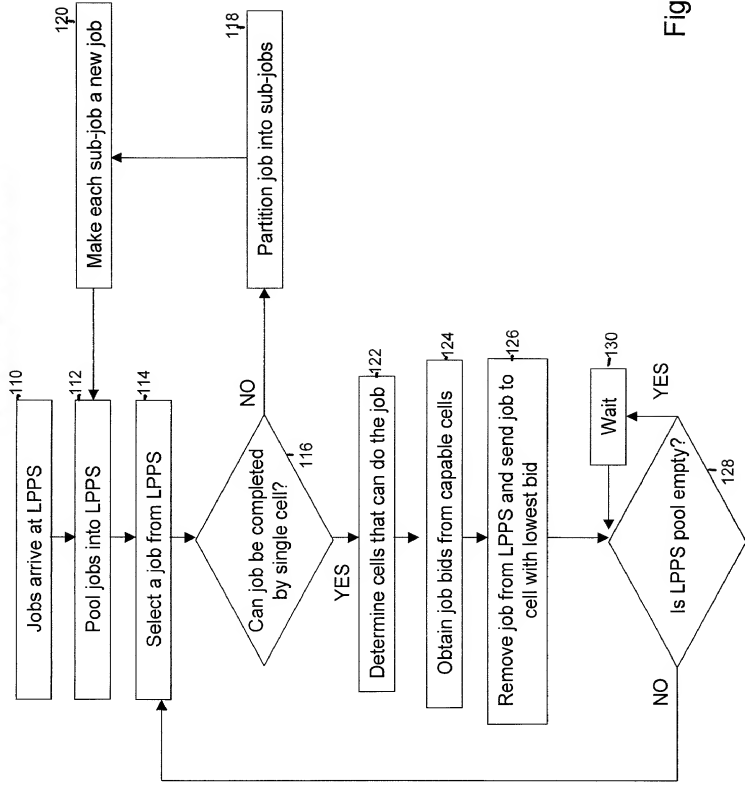 110
Jobs arrive at LPPS
112
Pool jobs into LPPS
114
Select a job from LPPS
Can job be completed
by single cell?
116
NO
YES
118
Partition job into sub-jobs
120
Make each sub-job a new job
122
Determine cells that can do the job
124
Obtain job bids from capable cells
126
Remove job from LPPS and send job to
cell with lowest bid
130
Wait
YES
Is LPPS pool empty?
128
NO
Fig